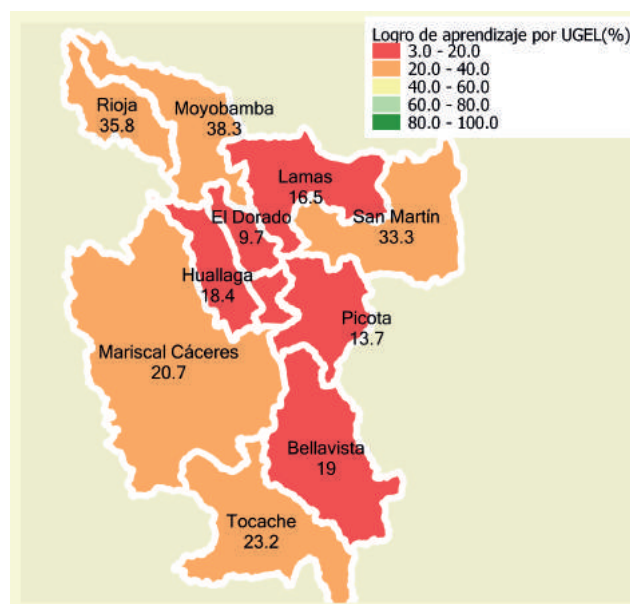 Logro de aprendizaje por UGEL(%)
3.0 - 20.0
20.0 - 40.0
40.0 - 60.0
60.0 - 80.0
80.0 - 100.0
Rioja
35.8
Moyobamba
38.3
Lamas
16.5
San Martín
33.3
El Dorado
9.7
Huallaga
18.4
Picota
13.7
Mariscal Cáceres
20.7
Bellavista
19
Tocache
23.2